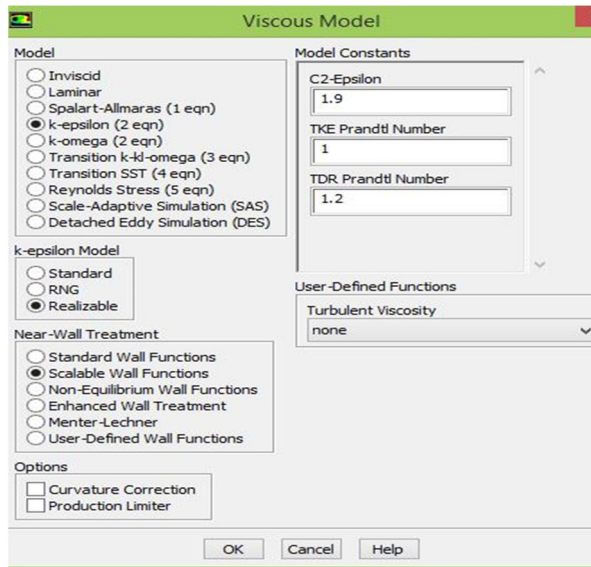 Viscous Model
Model
Inviscid
Laminar
Spalart-Allmaras (1 eqn)
k-epsilon (2 eqn)
k-omega (2 eqn)
Transition k-kl-omega (3 eqn)
Transition SST (4 eqn)
Reynolds Stress (5 eqn)
Scale-Adaptive Simulation (SAS)
Detached Eddy Simulation (DES)
k-epsilon Model
Standard
RNG
Realizable
Near-Wall Treatment
Standard Wall Functions
Scalable Wall Functions
Non-Equilibrium Wall Functions
Enhanced Wall Treatment
Menter-Lechner
User-Defined Wall Functions
Options
Curvature Correction
Production Limiter
Model Constants
C2-Epsilon
1.9
TKE Prandtl Number
1
TDR Prandtl Number
1.2
User-Defined Functions
Turbulent Viscosity
none
OK Cancel Help